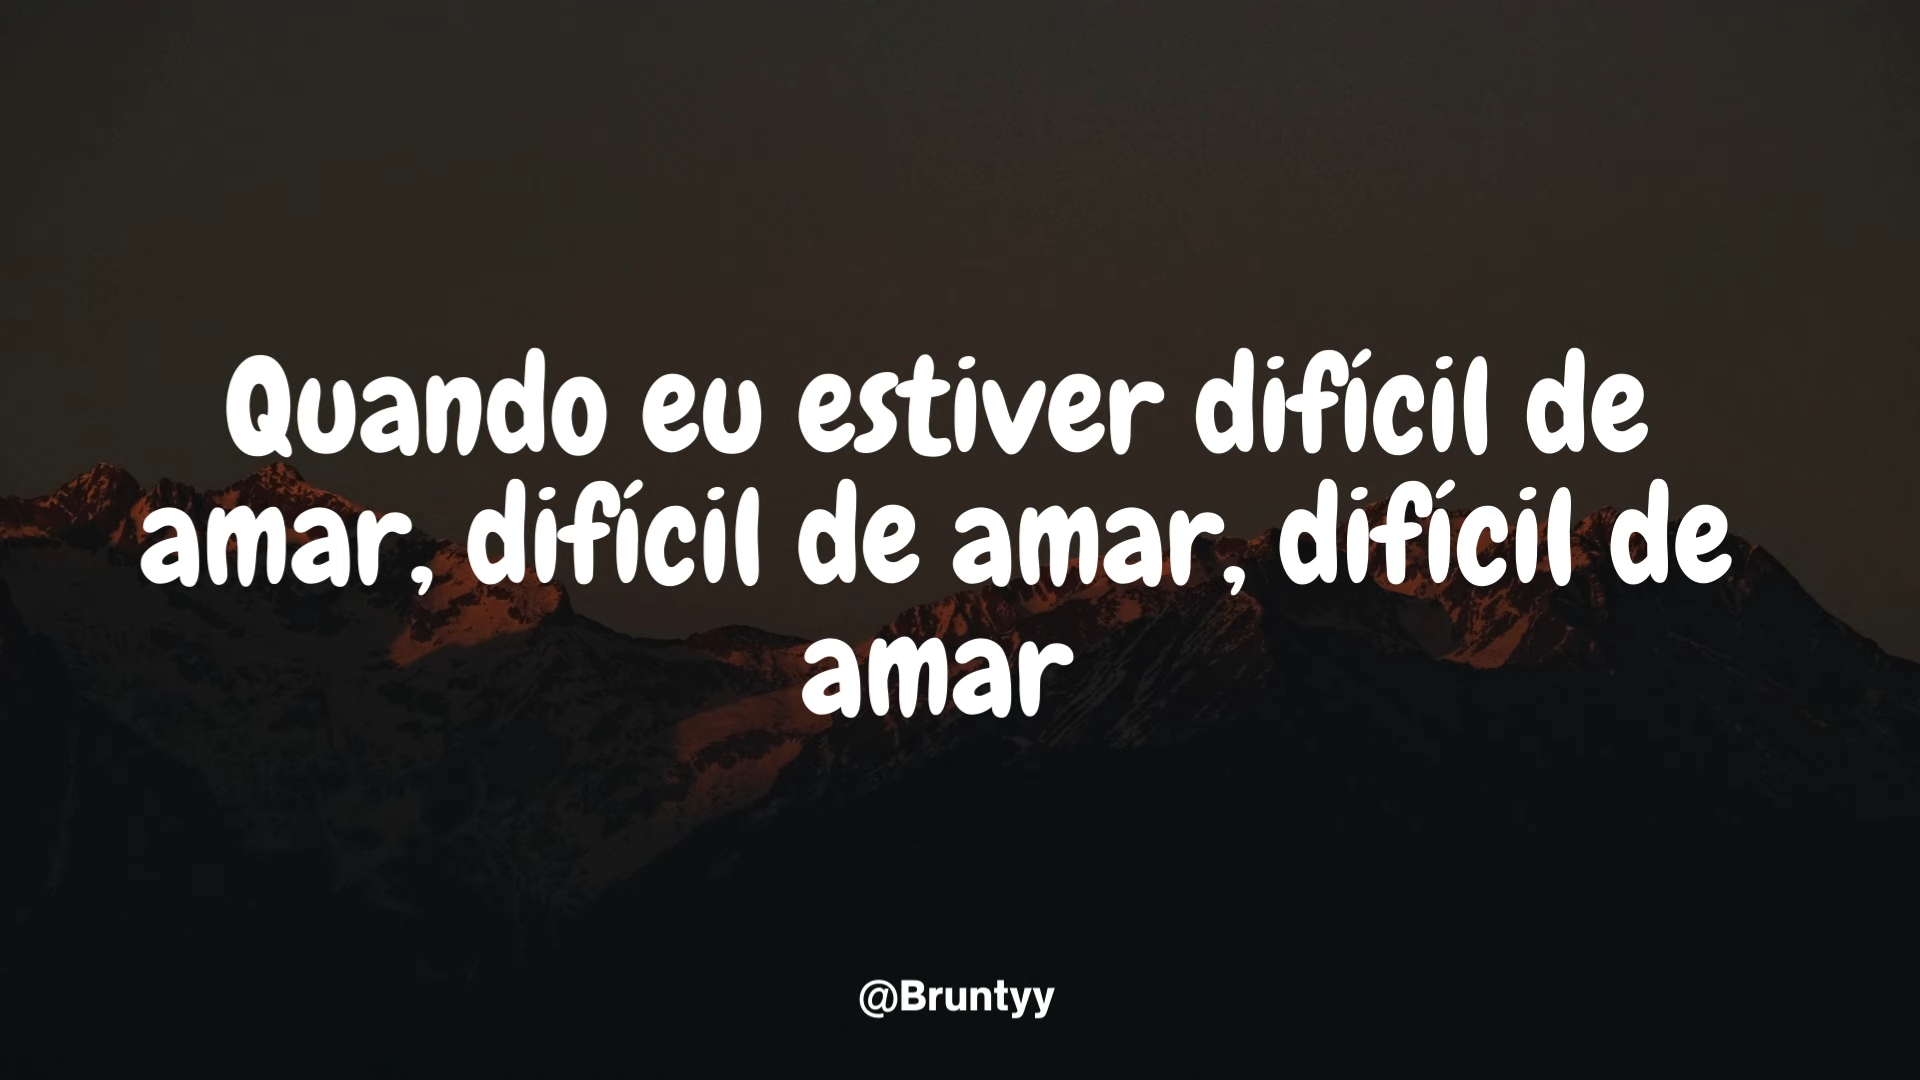 Quando eu estiver difícil de
amar, difícil de amar, difícil de
amar
@Bruntyy